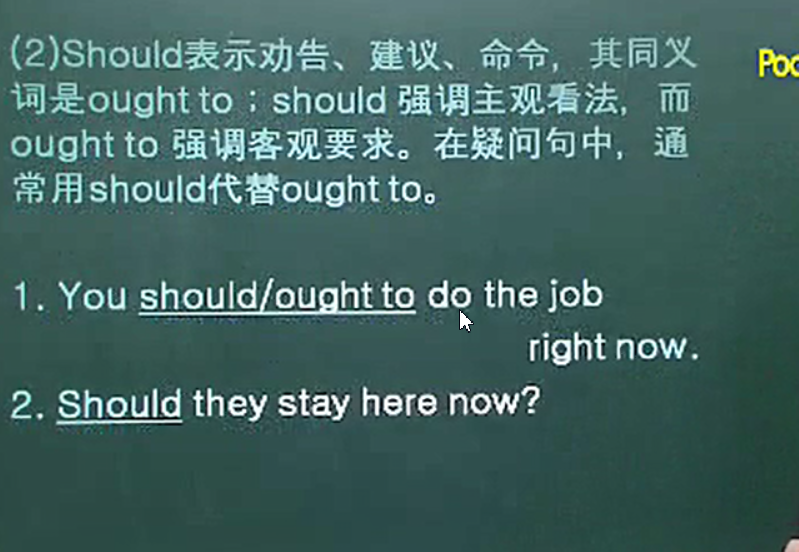 (2)Should表示劝告、建议、命令，其同义
词是ought to；should 强调主观看法，而
ought to 强调客观要求。在疑问句中，通
常用should代替ought to。
1. You should/ought to do the job
right now.
2. Should they stay here now?